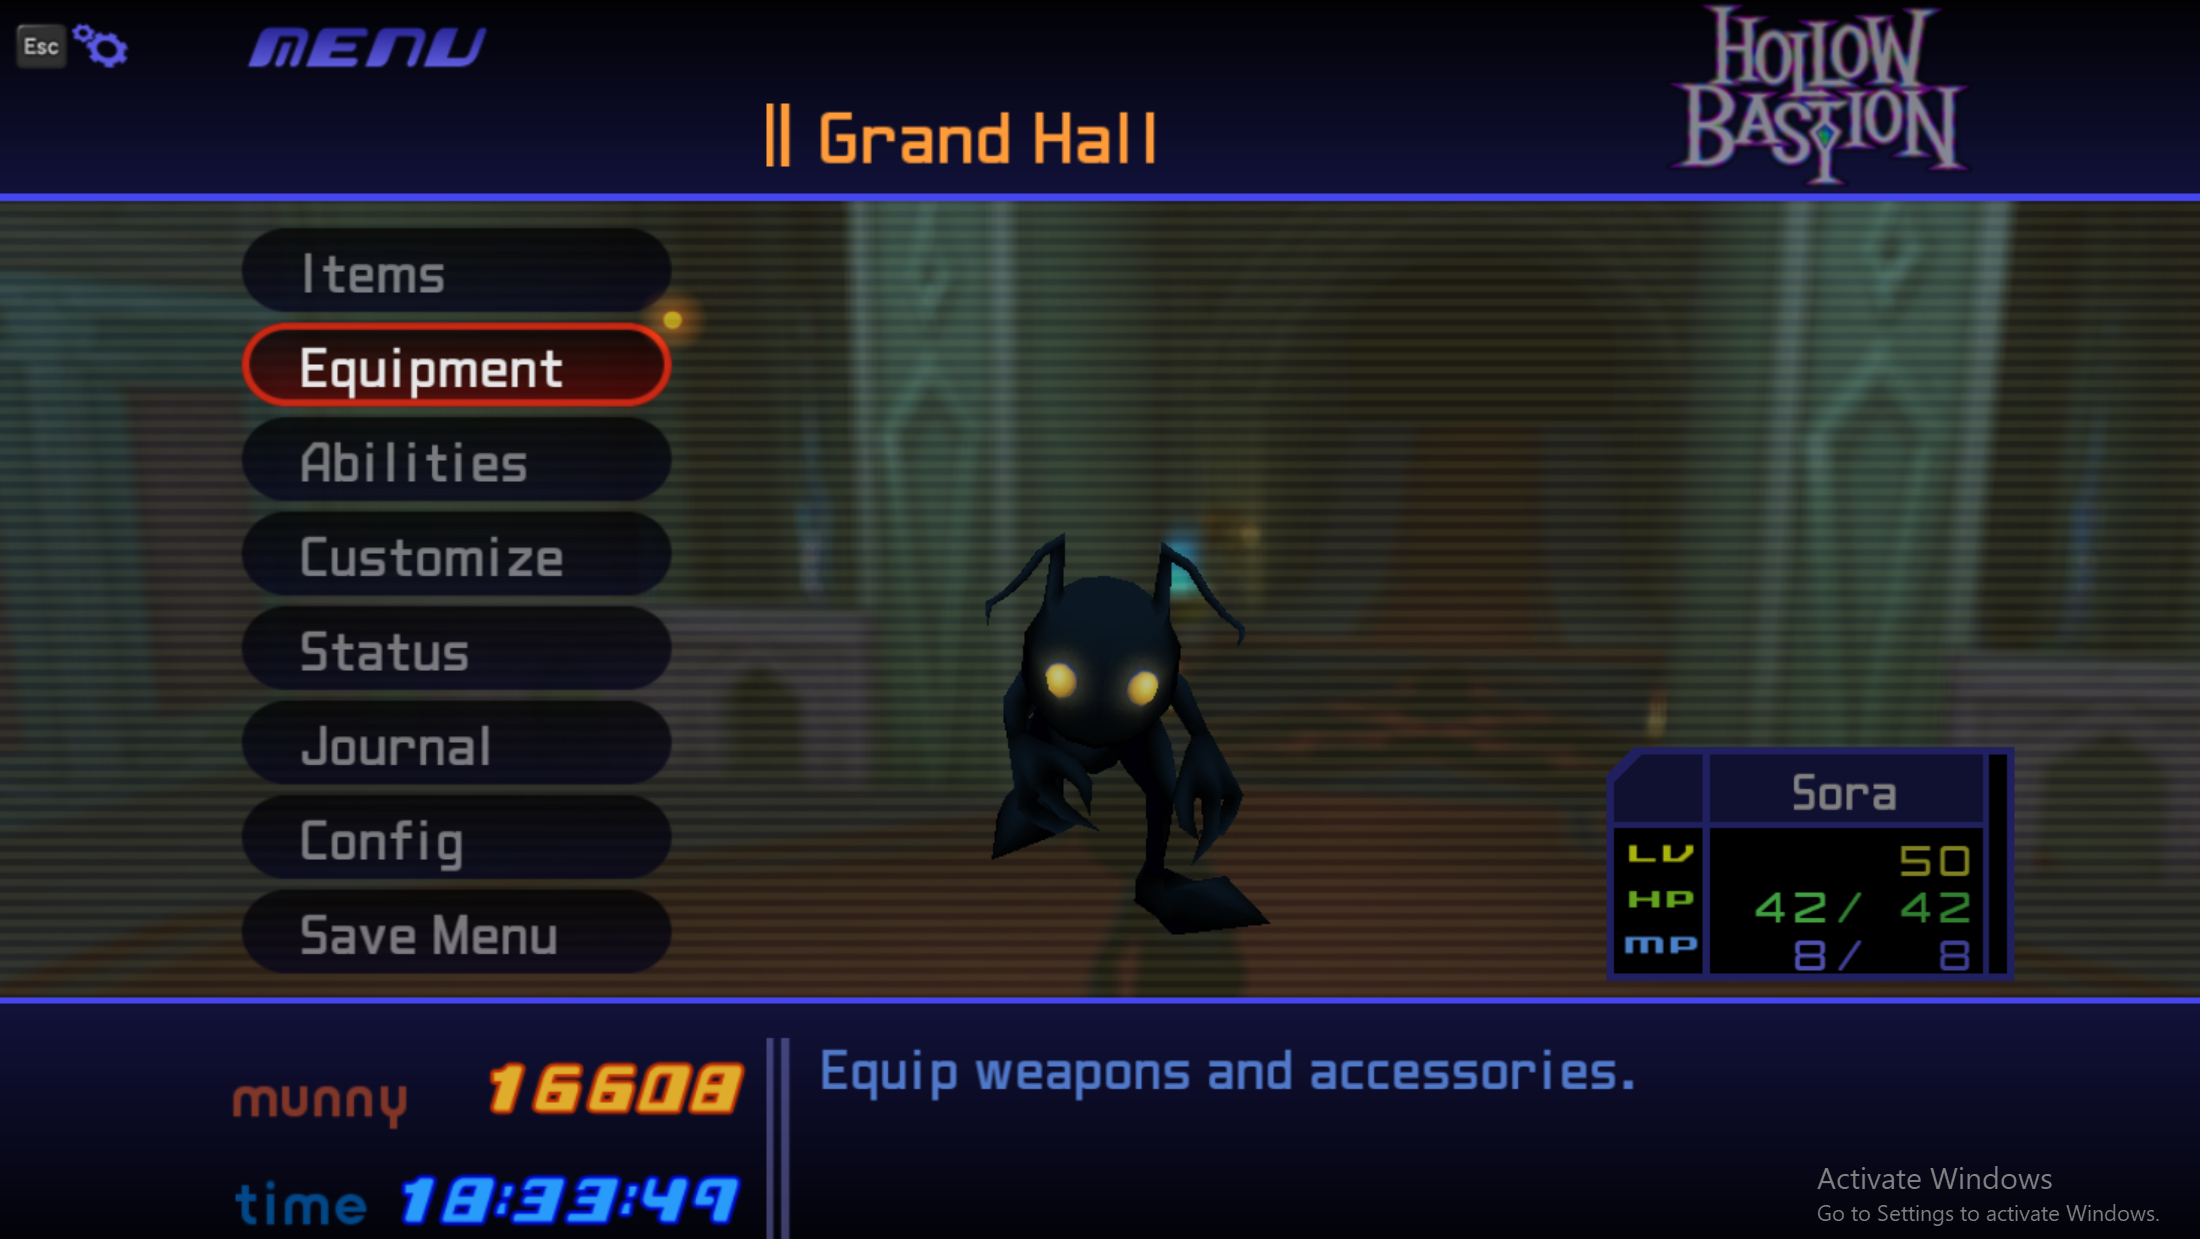 Esc
MENU
HOLLOW
BASTION
Grand Hall
Items
Equipment
Abilities
Customize
Status
Journal
Config
Save Menu
Sora
LV 50
HP 42/ 42
MP 8/ 8
munny 16608
time 18:33:49
Equip weapons and accessories.
Activate Windows
Go to Settings to activate Windows.